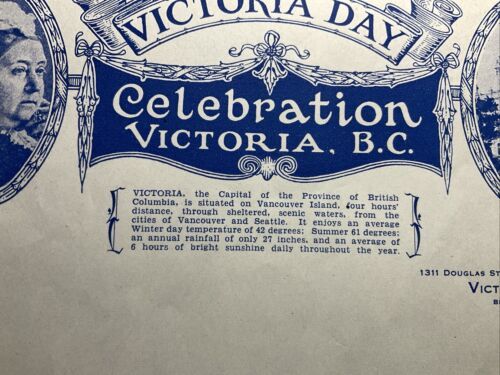 VICTORIA DAY
Celebration
VICTORIA, B.C.
VICTORIA, the Capital of the Province of British
Columbia, is situated on Vancouver Island, four hours'
distance, through sheltered, scenic waters, from the
cities of Vancouver and Seattle. It enjoys an average
Winter day temperature of 42 degrees; Summer 61 degrees;
an annual rainfall of only 27 inches, and an average of
6 hours of bright sunshine daily throughout the year.
1311 DOUGLAS ST
VICT